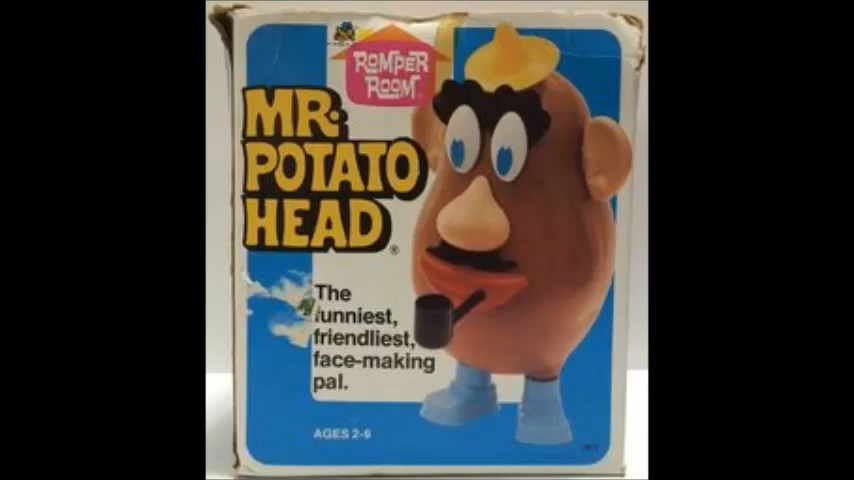 ROMPER
ROOM
MR.
POTATO
HEAD®
The
funniest,
friendliest,
face-making
pal.
AGES 2-6